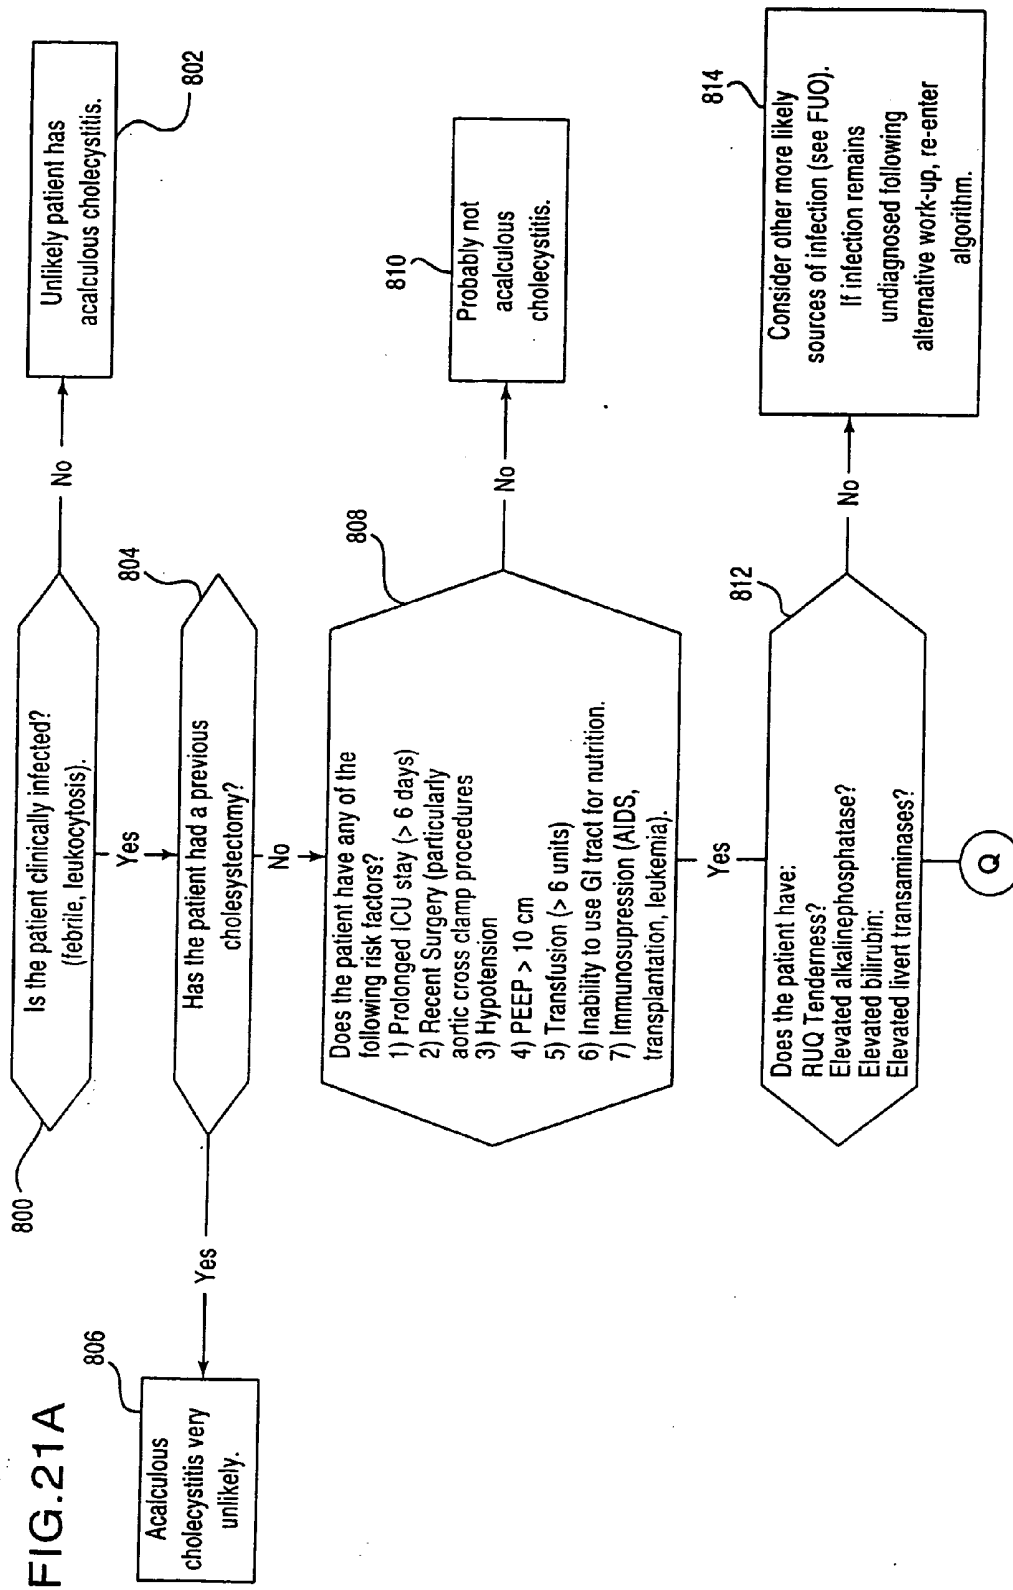 FIG.21A
800
Is the patient clinically infected?
(febrile, leukocytosis).
No
Unlikely patient has
acalculous cholecystitis.
802
Yes
804
Has the patient had a previous
cholesystectomy?
Yes
806
Acalculous
cholecystitis very
unlikely.
No
808
Does the patient have any of the
following risk factors?
1) Prolonged ICU stay (> 6 days)
2) Recent Surgery (particularly
aortic cross clamp procedures
3) Hypotension
4) PEEP > 10 cm
5) Transfusion (> 6 units)
6) Inability to use GI tract for nutrition.
7) Immunosupression (AIDS,
transplantation, leukemia).
No
810
Probably not
acalculous
cholecystitis.
Yes
812
Does the patient have:
RUQ Tenderness?
Elevated alkalinephosphatase?
Elevated bilirubin:
Elevated livert transaminases?
No
814
Consider other more likely
sources of infection (see FUO).
If infection remains
undiagnosed following
alternative work-up, re-enter
algorithm.
Q